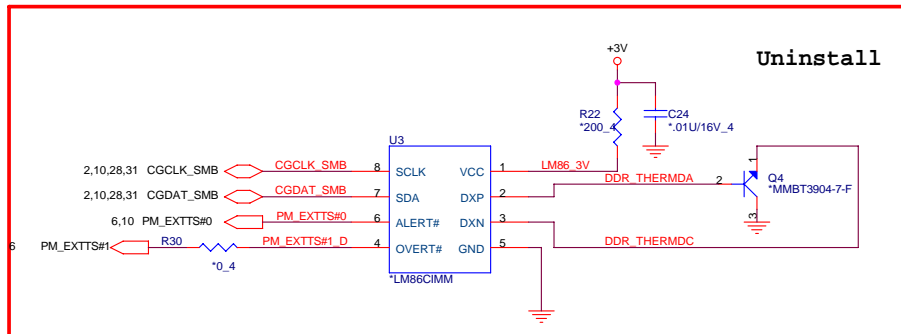 +3V
Uninstall
R22
*200_4
C24
*.01U/16V_4
U3
2,10,28,31 CGCLK_SMB CGCLK_SMB 8 SCLK VCC 1 LM86_3V
2,10,28,31 CGDAT_SMB CGDAT_SMB 7 SDA DXP 2 DDR_THERMDA 2
1
Q4
*MMBT3904-7-F
3
6,10 PM_EXTTS#0 PM_EXTTS#0 6 ALERT# DXN 3 DDR_THERMDC
6 PM_EXTTS#1 R30 PM_EXTTS#1_D 4 OVERT# GND 5
*0_4
*LM86CIMM